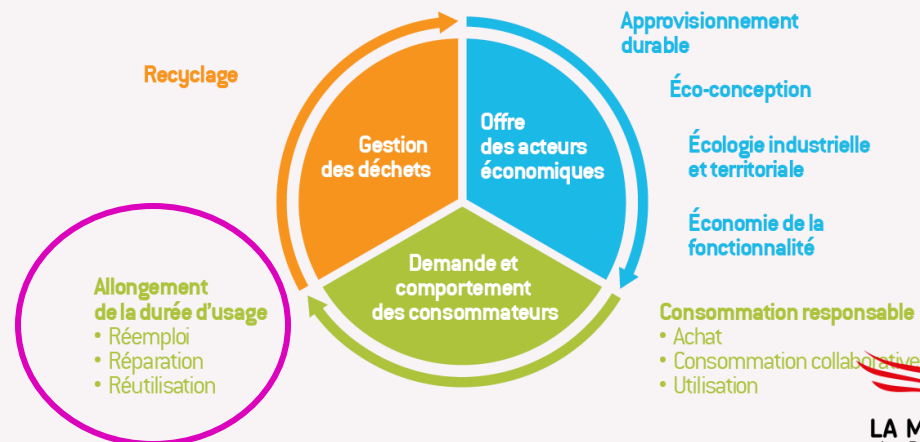 Approvisionnement
durable
Recyclage
Éco-conception
Offre
des acteurs
économiques
Gestion
des déchets
Écologie industrielle
et territoriale
Économie de la
fonctionnalité
Demande et
comportement
des consommateurs
Allongement
de la durée d'usage
• Réemploi
• Réparation
• Réutilisation
Consommation responsable
• Achat
• Consommation collaborative
• Utilisation
LA